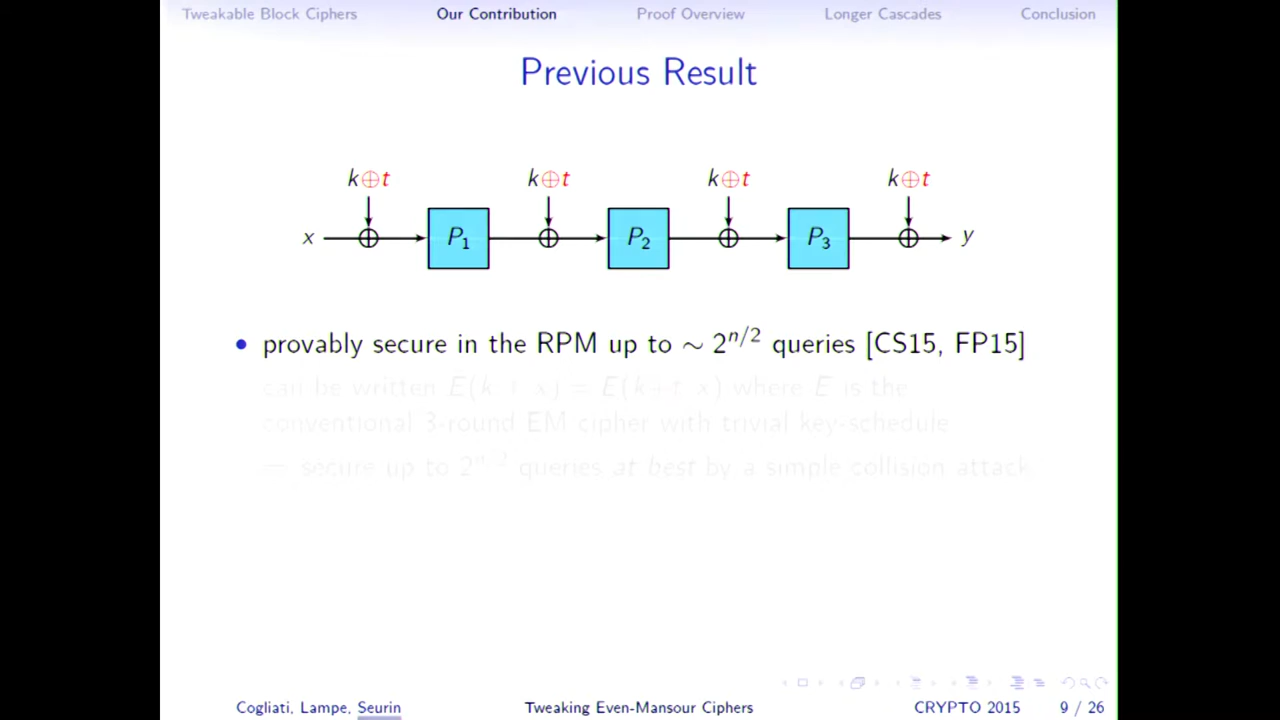 Tweakable Block Ciphers Our Contribution Proof Overview Longer Cascades Conclusion
Previous Result
k⊕t k⊕t k⊕t k⊕t
x P₁ P₂ P₃ y
• provably secure in the RPM up to ∼ 2^{n/2} queries [CS15, FP15]
can be written E(k x) = E(k t x) where E is the
conventional 3-round EM cipher with trivial key-schedule
secure up to 2^{n/2} queries at best by a simple collision attack
Cogliati, Lampe, Seurin Tweaking Even-Mansour Ciphers CRYPTO 2015 9 / 26